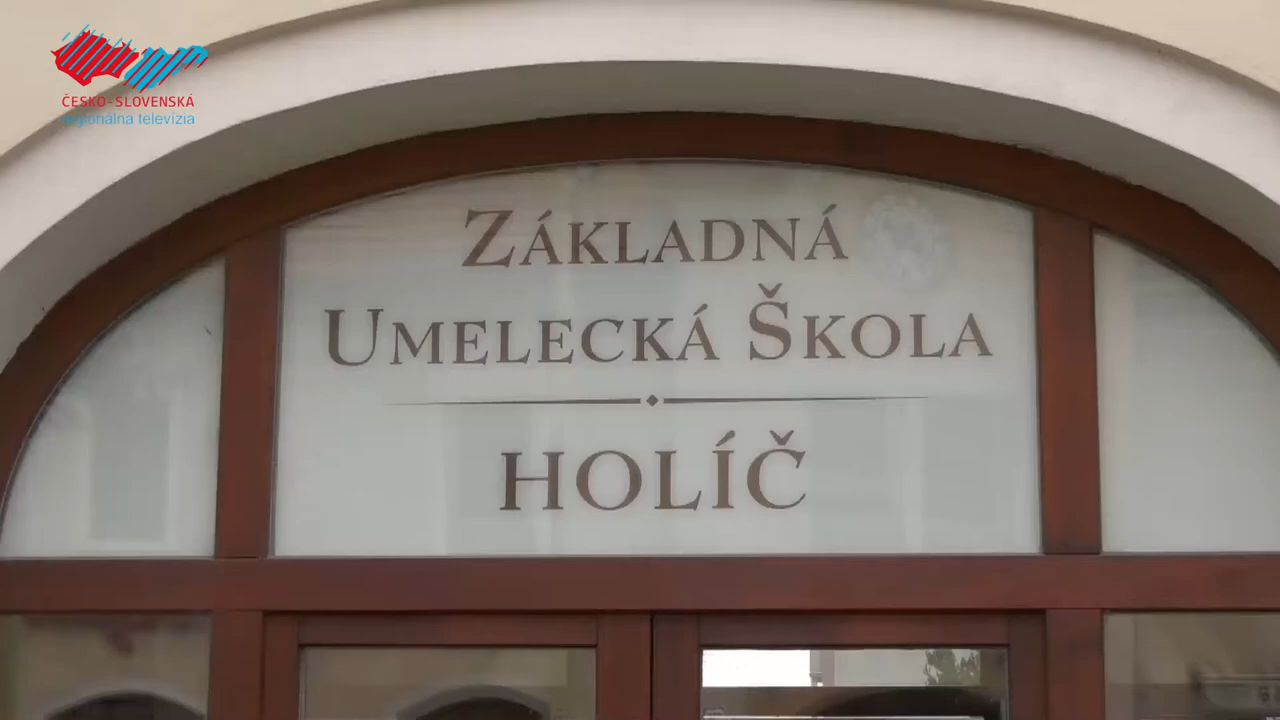 ČESKO-SLOVENSKÁ
regionálna televízia
ZÁKLADNÁ
UMELECKÁ ŠKOLA
HOLÍČ